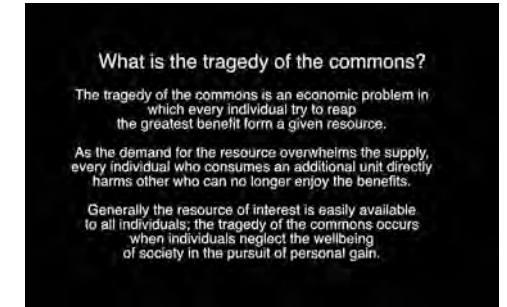 What is the tragedy of the commons?
The tragedy of the commons is an economic problem in
which every individual try to reap
the greatest benefit form a given resource.
As the demand for the resource overwhelms the supply,
every individual who consumes an additional unit directly
harms other who can no longer enjoy the benefits.
Generally the resource of interest is easily available
to all individuals; the tragedy of the commons occurs
when individuals neglect the wellbeing
of society in the pursuit of personal gain.